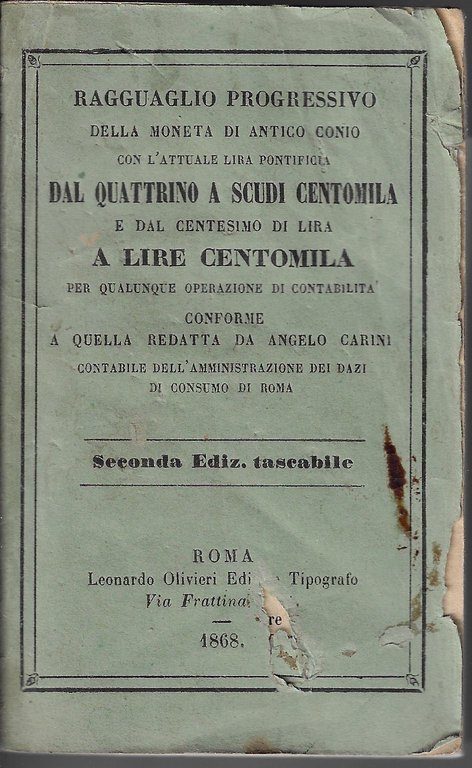 RAGGUAGLIO PROGRESSIVO
DELLA MONETA DI ANTICO CONIO
CON L'ATTUALE LIRA PONTIFICIA
DAL QUATTRINO A SCUDI CENTOMILA
E DAL CENTESIMO DI LIRA
A LIRE CENTOMILA
PER QUALUNQUE OPERAZIONE DI CONTABILITA'
CONFORME
A QUELLA REDATTA DA ANGELO CARINI
CONTABILE DELL'AMMINISTRAZIONE DEI DAZI
DI CONSUMO DI ROMA
Seconda Ediz. tascabile
ROMA
Leonardo Olivieri Tipografo
Via Frattina
1868.